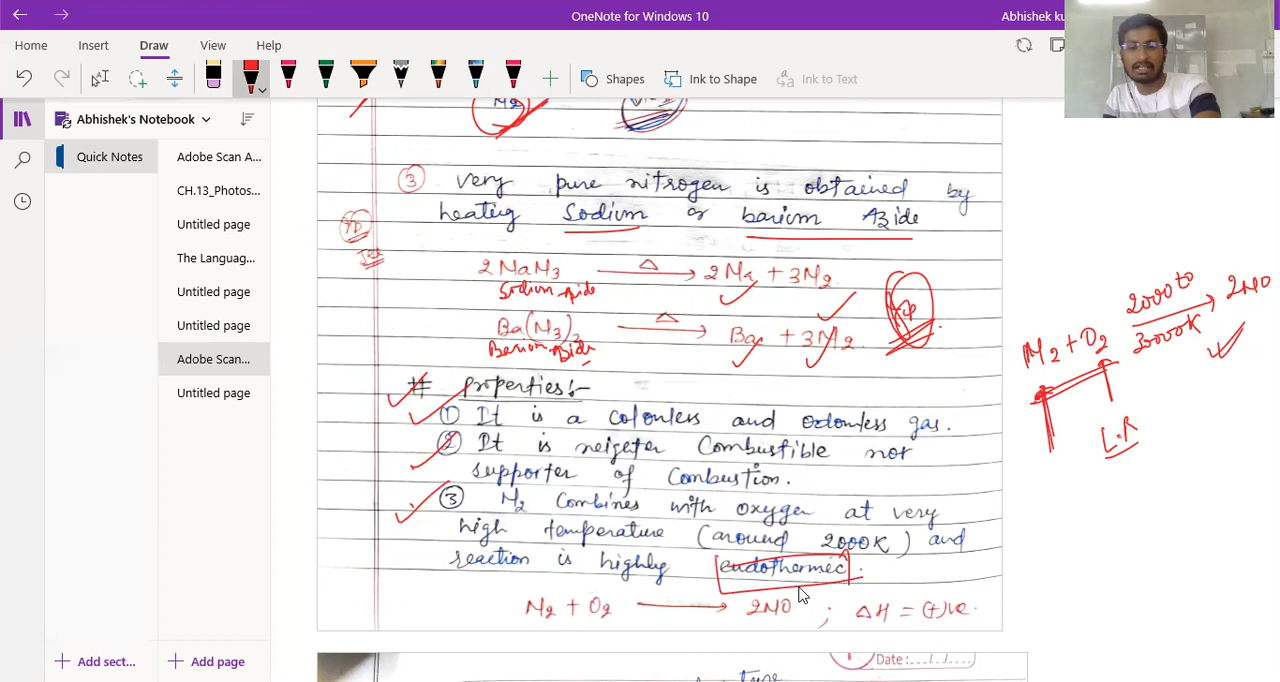 OneNote for Windows 10
Abhishek ku
Home
Insert
Draw
View
Help
Shapes
Ink to Shape
Ink to Text
Abhishek's Notebook
Quick Notes
Adobe Scan A...
CH.13_Photos...
Untitled page
The Languag...
Untitled page
Untitled page
Adobe Scan...
Untitled page
Add sect...
Add page
N2
③ Very pure nitrogen is obtained by
heating Sodium or barium Azide
2NaN3 —Δ→ 2Na + 3N2
Sodium Azide
Ba(N3)2 —Δ→ Ba + 3N2
Barium Azide
# Properties:-
① It is a colourless and odourless gas.
② It is neigeter Combustible not
supporter of Combustion.
③ N2 Combines with oxygen at very
high temperature (around 2000K) and
reaction is highly endothermic.
N2 + O2 → 2NO ; ΔH = (+)ve.
N2 + O2 2000 to 3000K → 2NO
L.R
Date:..../..../....